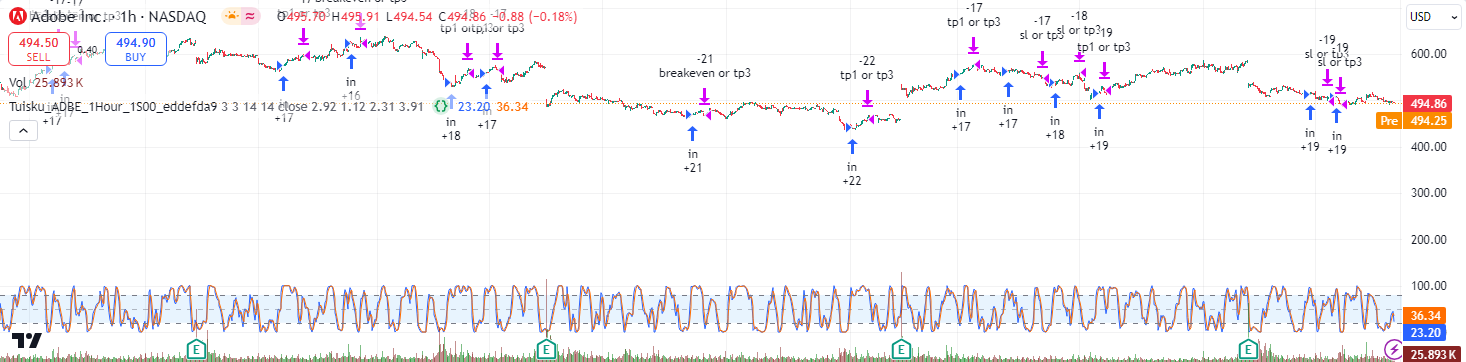 Adobe Inc. · 1h · NASDAQ
O495.70 H495.91 L494.54 C494.86 −0.88 (−0.18%)
494.50
SELL
0.40
494.90
BUY
Vol · 25.893 K
Tuisku_ADBE_1Hour_1S00_eddefda9 3 3 14 14 close 2.92 1.12 2.31 3.91 23.20 36.34
+17
in
+17
in
+16
in
+18
in
+17
-21
breakeven or tp3
in
+21
-22
tp1 or tp3
in
+22
-17
tp1 or tp3
in
+17
in
+17
-17
sl or tp3
in
+18
-18
sl or tp3
-19
tp1 or tp3
in
+19
-19
sl or tp3
in
+19
-19
sl or tp3
in
+19
USD
600.00
494.86
Pre 494.25
400.00
300.00
200.00
100.00
36.34
23.20
25.893 K
E
E
E
E